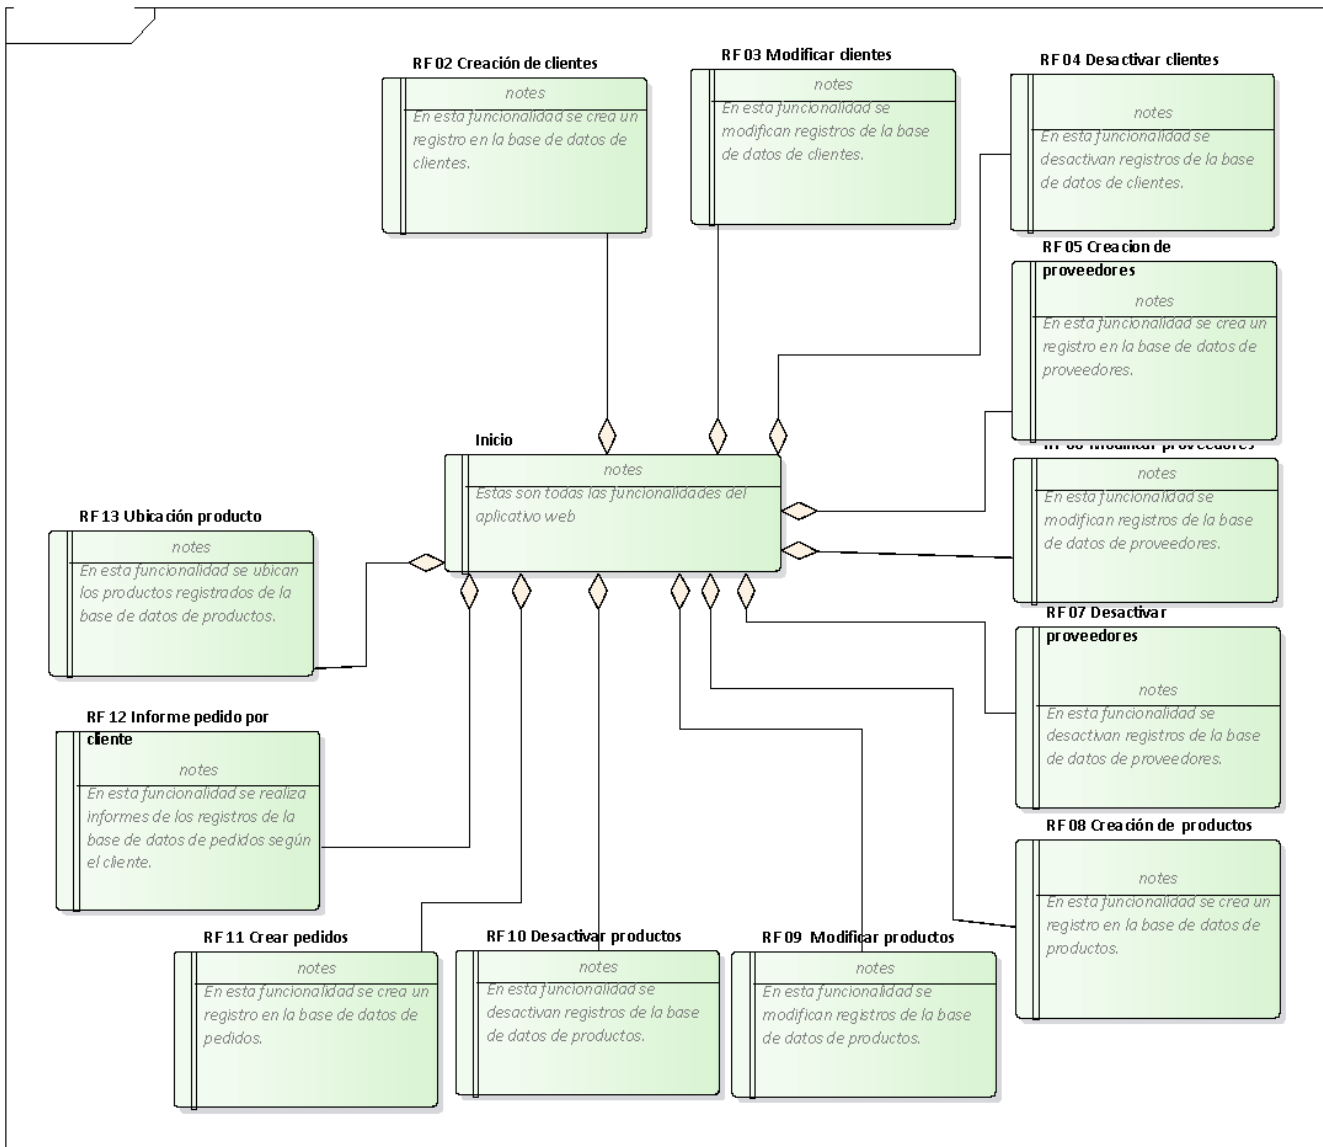 RF 02 Creación de clientes
notes
En esta funcionalidad se crea un
registro en la base de datos de
clientes.
RF 03 Modificar clientes
notes
En esta funcionalidad se
modifican registros de la base
de datos de clientes.
RF 04 Desactivar clientes
notes
En esta funcionalidad se
desactivan registros de la base
de datos de clientes.
RF 05 Creacion de
proveedores
notes
En esta funcionalidad se crea un
registro en la base de datos de
proveedores.
RF 06 Modificar proveedores
notes
En esta funcionalidad se
modifican registros de la base
de datos de proveedores.
Inicio
notes
Estas son todas las funcionalidades del
aplicativo web
RF 13 Ubicación producto
notes
En esta funcionalidad se ubican
los productos registrados de la
base de datos de productos.
RF 07 Desactivar
proveedores
notes
En esta funcionalidad se
desactivan registros de la base
de datos de proveedores.
RF 12 Informe pedido por
cliente
notes
En esta funcionalidad se realiza
informes de los registros de la
base de datos de pedidos según
el cliente.
RF 08 Creación de productos
notes
En esta funcionalidad se crea un
registro en la base de datos de
productos.
RF 11 Crear pedidos
notes
En esta funcionalidad se crea un
registro en la base de datos de
pedidos.
RF 10 Desactivar productos
notes
En esta funcionalidad se
desactivan registros de la base
de datos de productos.
RF 09 Modificar productos
notes
En esta funcionalidad se
modifican registros de la base
de datos de productos.